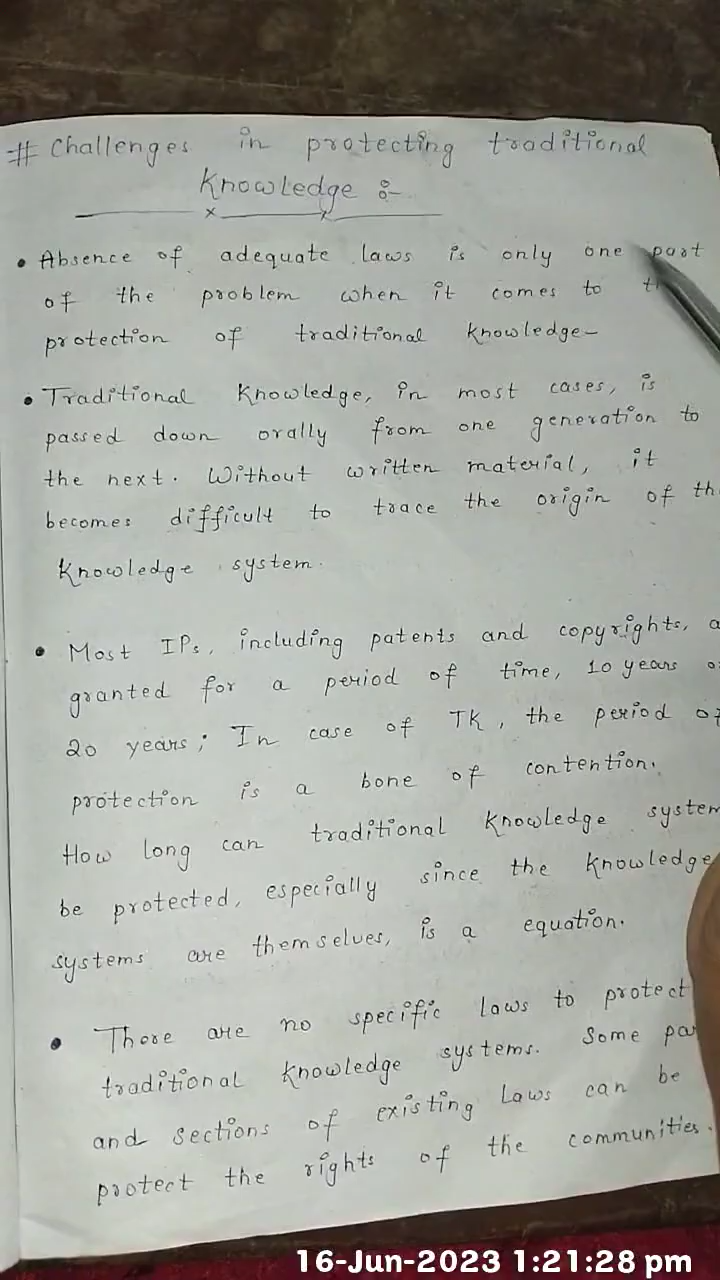 # Challenges in protecting traditional
Knowledge :-
• Absence of adequate laws is only one part
of the problem when it comes to
protection of traditional knowledge-
• Traditional Knowledge, in most cases, is
passed down orally from one generation to
the next. Without written material, it
becomes difficult to trace the origin of th
Knowledge system.
• Most IPs, including patents and copyrights, a
granted for a period of time, 10 years o
20 years; In case of TK, the period of
protection is a bone of contention.
How long can traditional Knowledge system
be protected, especially since the knowledge
systems are themselves, is a equation.
• There are no specific laws to protect
traditional Knowledge systems. Some pa
and sections of existing Laws can be
protect the rights of the communities.
16-Jun-2023 1:21:28 pm